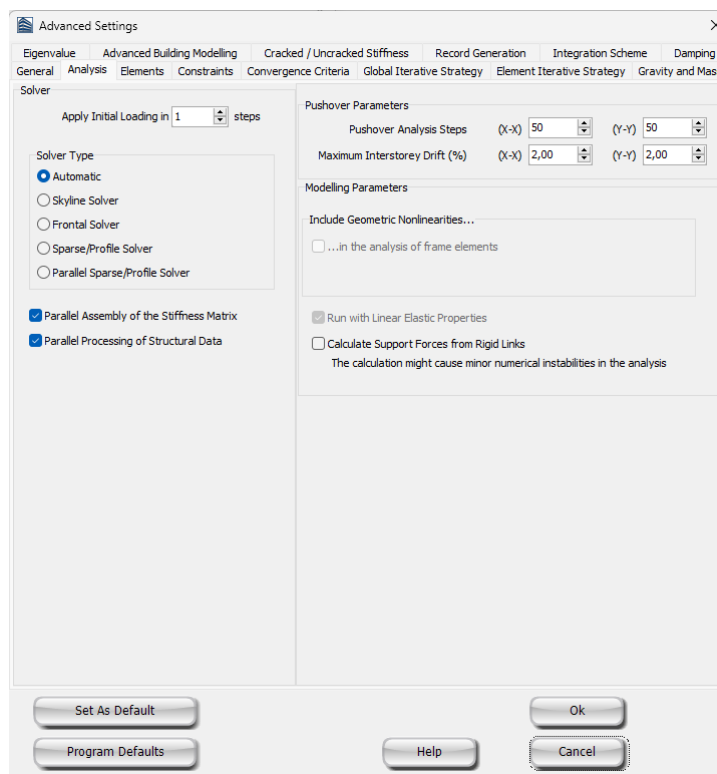 Advanced Settings
Eigenvalue Advanced Building Modelling Cracked / Uncracked Stiffness Record Generation Integration Scheme Damping
General Analysis Elements Constraints Convergence Criteria Global Iterative Strategy Element Iterative Strategy Gravity and Mas
Solver
Apply Initial Loading in 1 steps
Solver Type
Automatic
Skyline Solver
Frontal Solver
Sparse/Profile Solver
Parallel Sparse/Profile Solver
Parallel Assembly of the Stiffness Matrix
Parallel Processing of Structural Data
Pushover Parameters
Pushover Analysis Steps (X-X) 50 (Y-Y) 50
Maximum Interstorey Drift (%) (X-X) 2,00 (Y-Y) 2,00
Modelling Parameters
Include Geometric Nonlinearities...
...in the analysis of frame elements
Run with Linear Elastic Properties
Calculate Support Forces from Rigid Links
The calculation might cause minor numerical instabilities in the analysis
Set As Default
Ok
Program Defaults
Help
Cancel